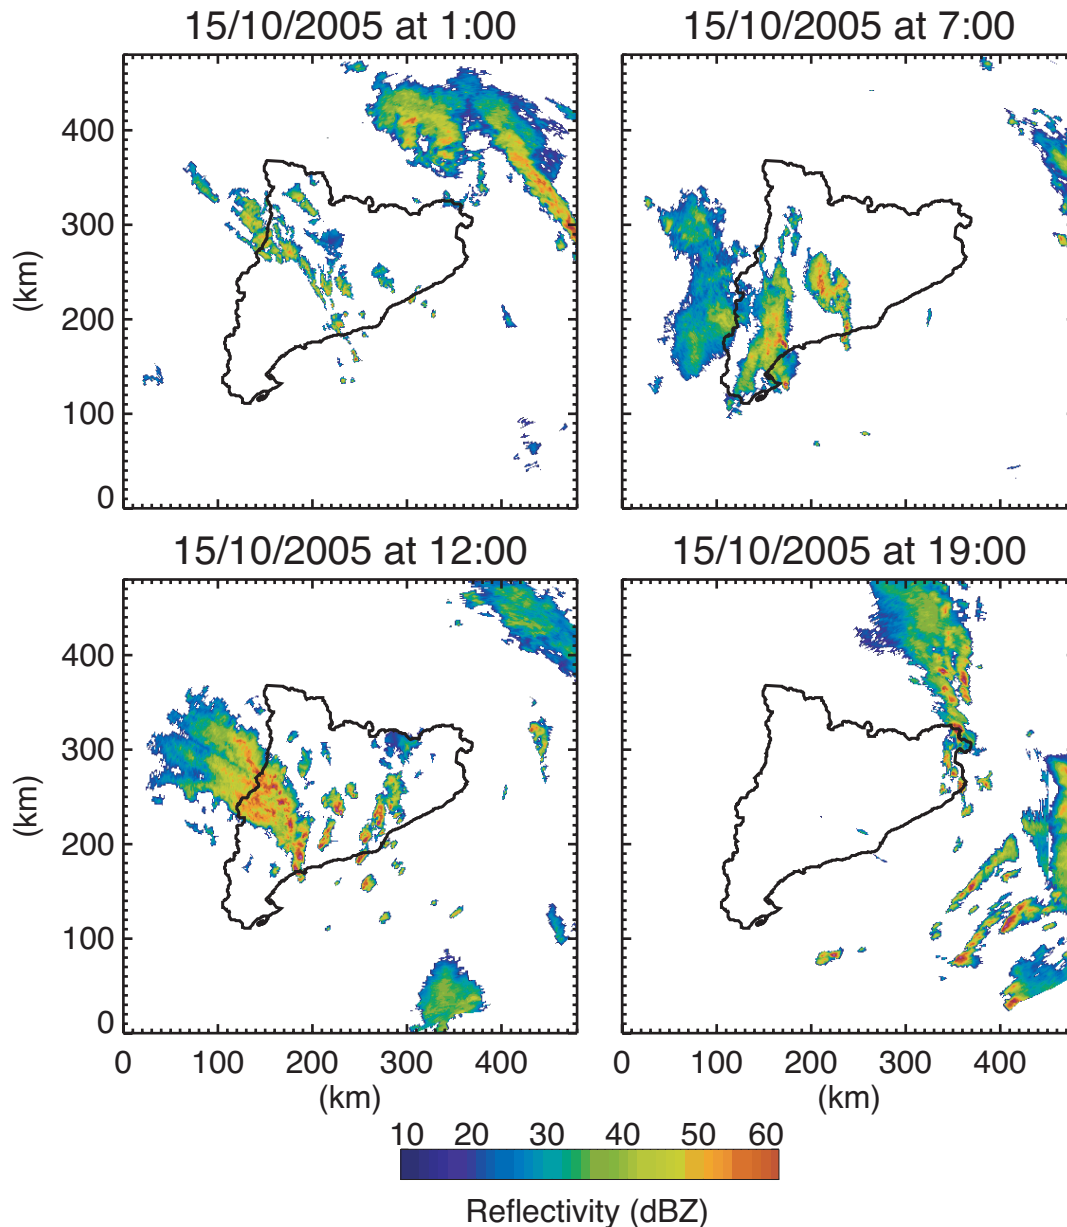 15/10/2005 at 1:00
15/10/2005 at 7:00
400
300
200
100
0
(km)
15/10/2005 at 12:00
15/10/2005 at 19:00
400
300
200
100
0
(km)
0 100 200 300 400
0 100 200 300 400
(km)
(km)
10 20 30 40 50 60
Reflectivity (dBZ)